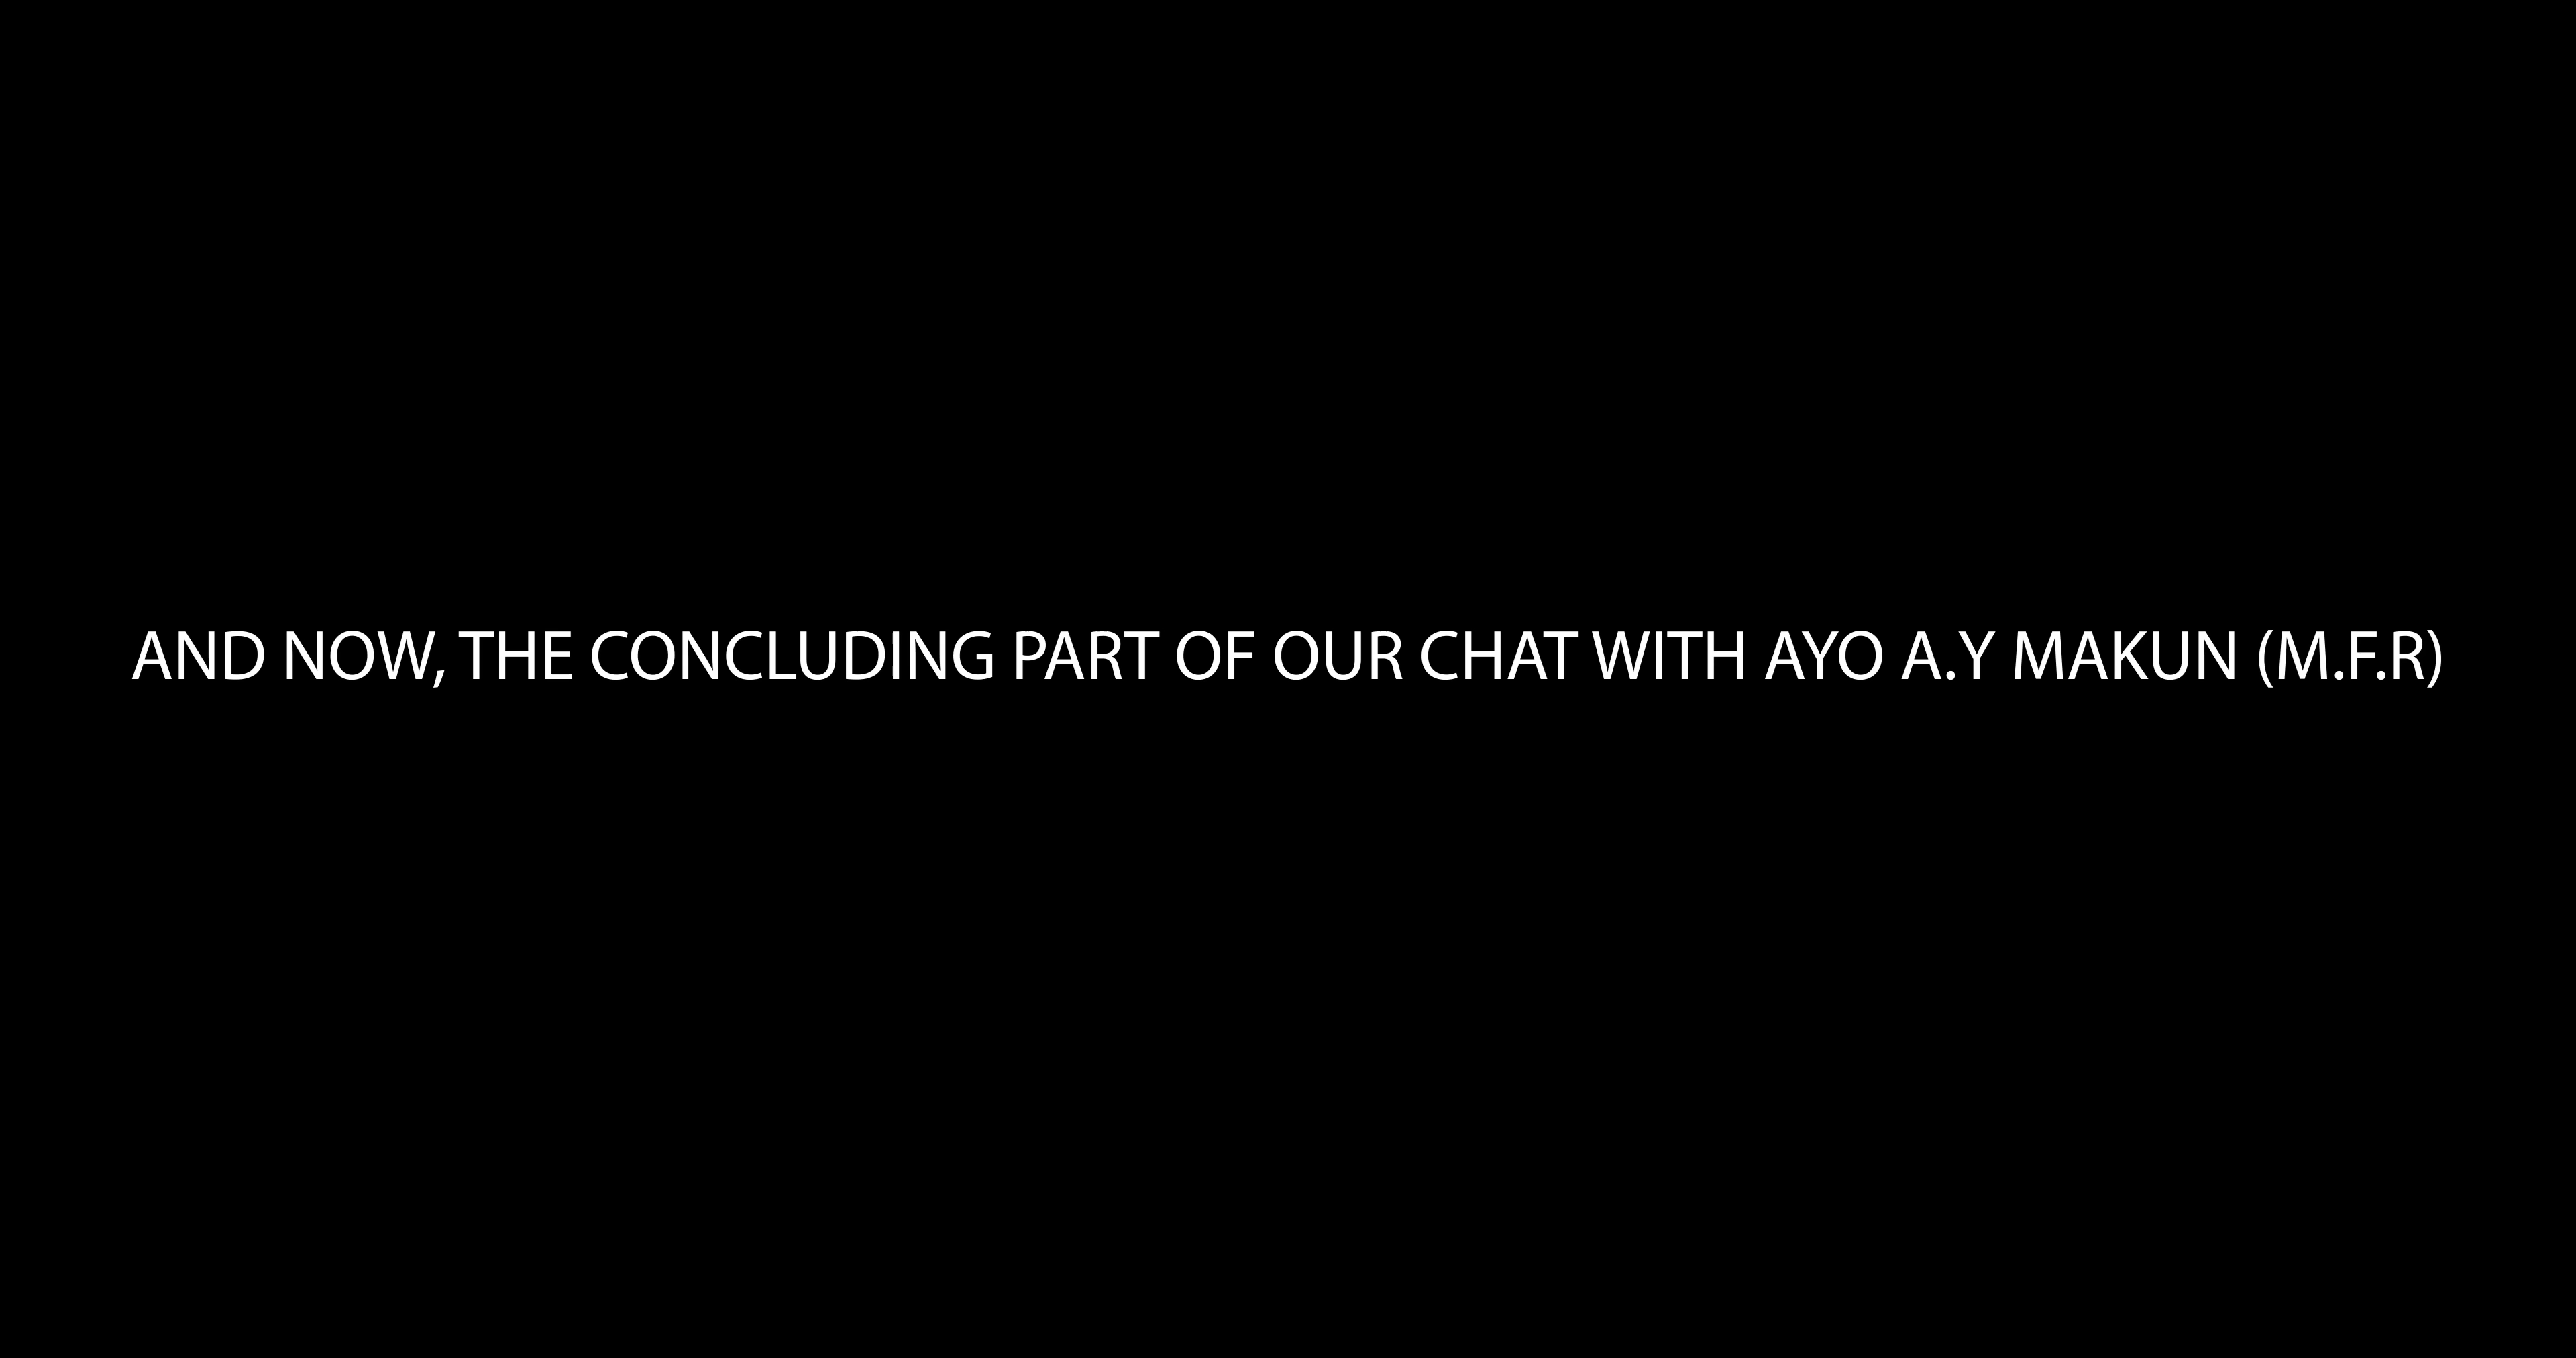 AND NOW, THE CONCLUDING PART OF OUR CHAT WITH AYO A.Y MAKUN (M.F.R)